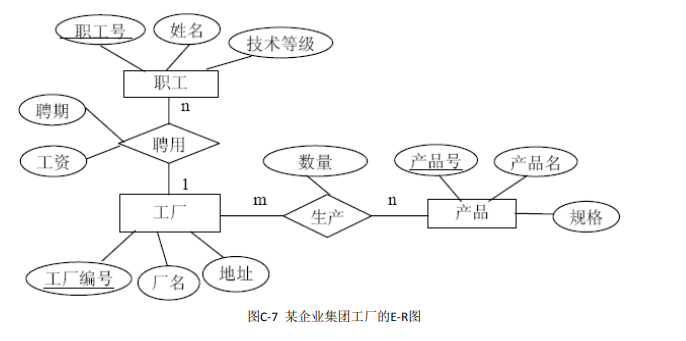 职工号
姓名
技术等级
职工
n
聘期
聘用
工资
1
数量
产品号
产品名
工厂
m
生产
n
产品
规格
工厂编号
厂名
地址
图C-7 某企业集团工厂的E-R图